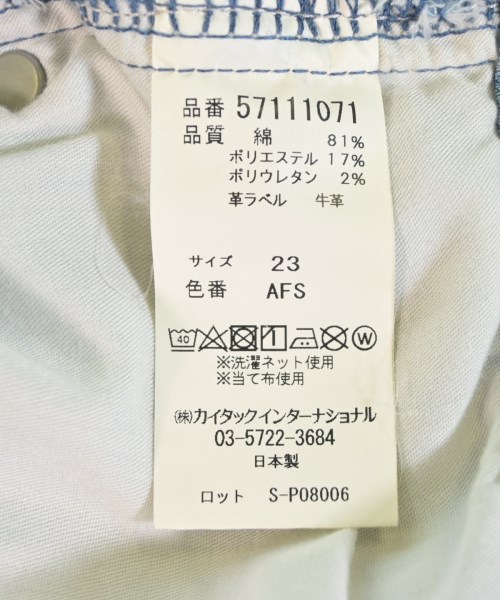 品番 57111071
品質 綿 81%
ポリエステル 17%
ポリウレタン 2%
革ラベル 牛革
サイズ 23
色番 AFS
40 W
※洗濯ネット使用
※当て布使用
㈱カイタックインターナショナル
03-5722-3684
日本製
ロット S-P08006